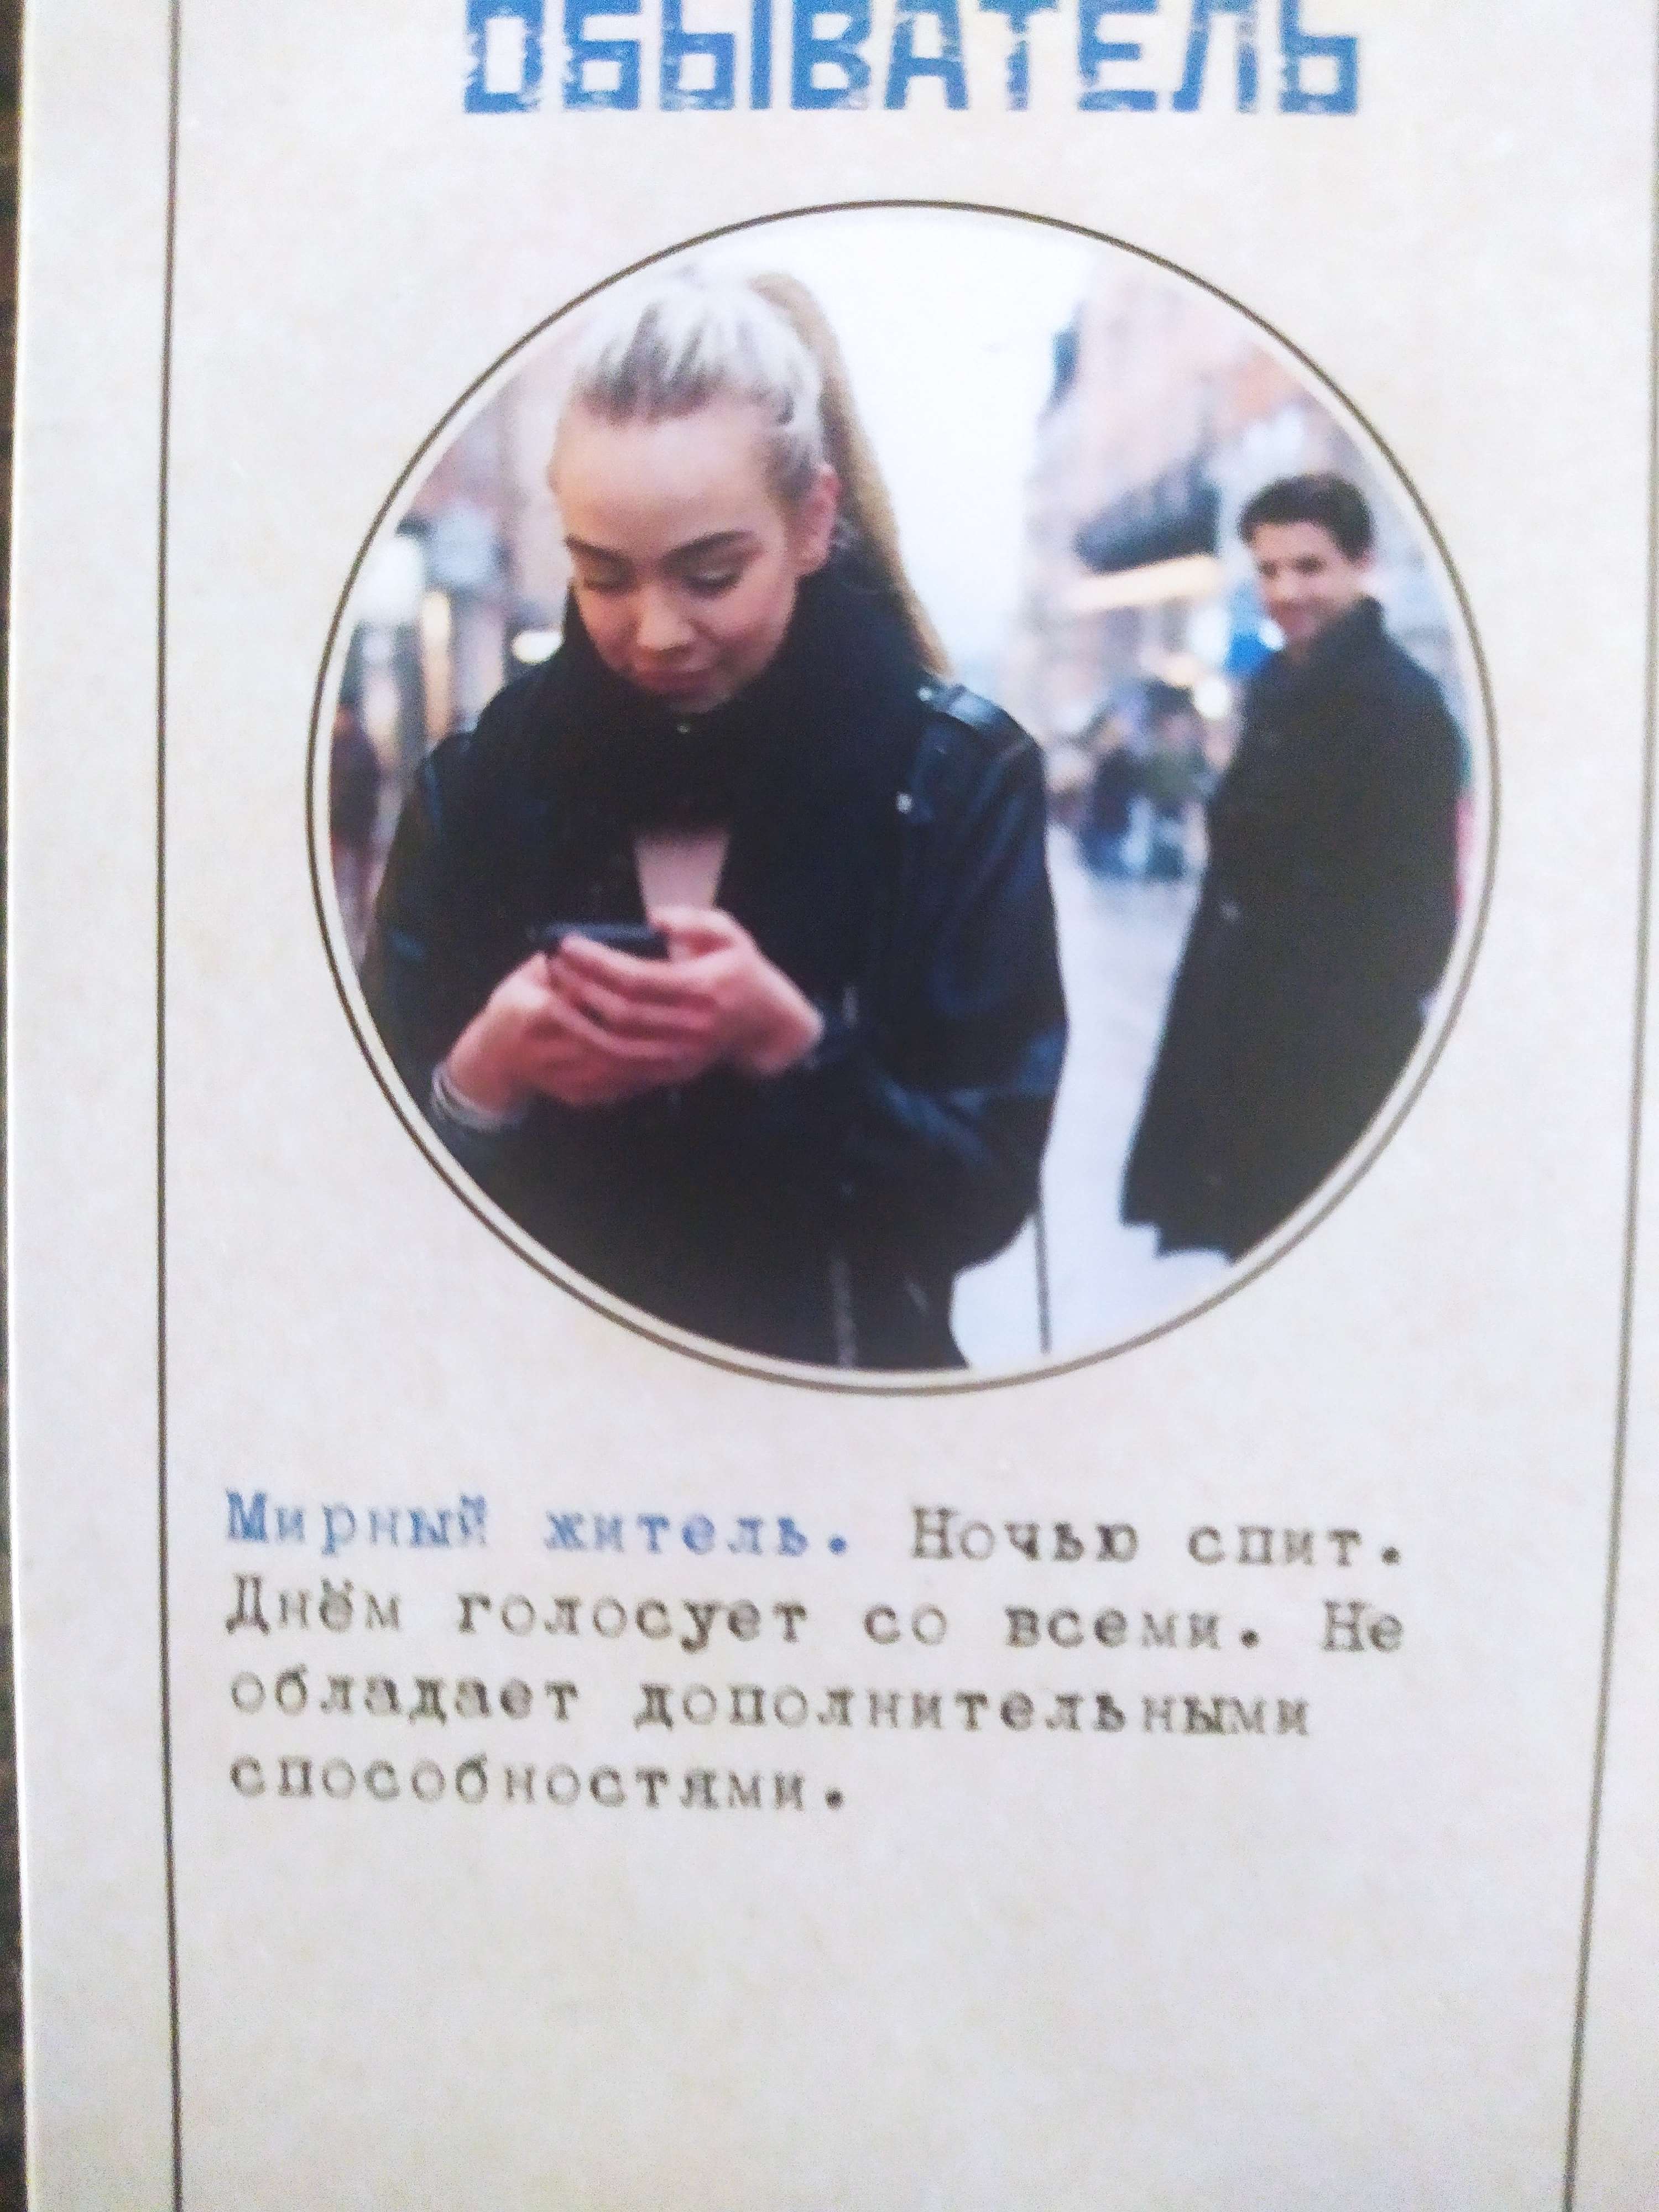 ОБЫВАТЕЛЬ
Мирный житель. Ночью спит.
Днём голосует со всеми. Не
обладает дополнительными
способностями.